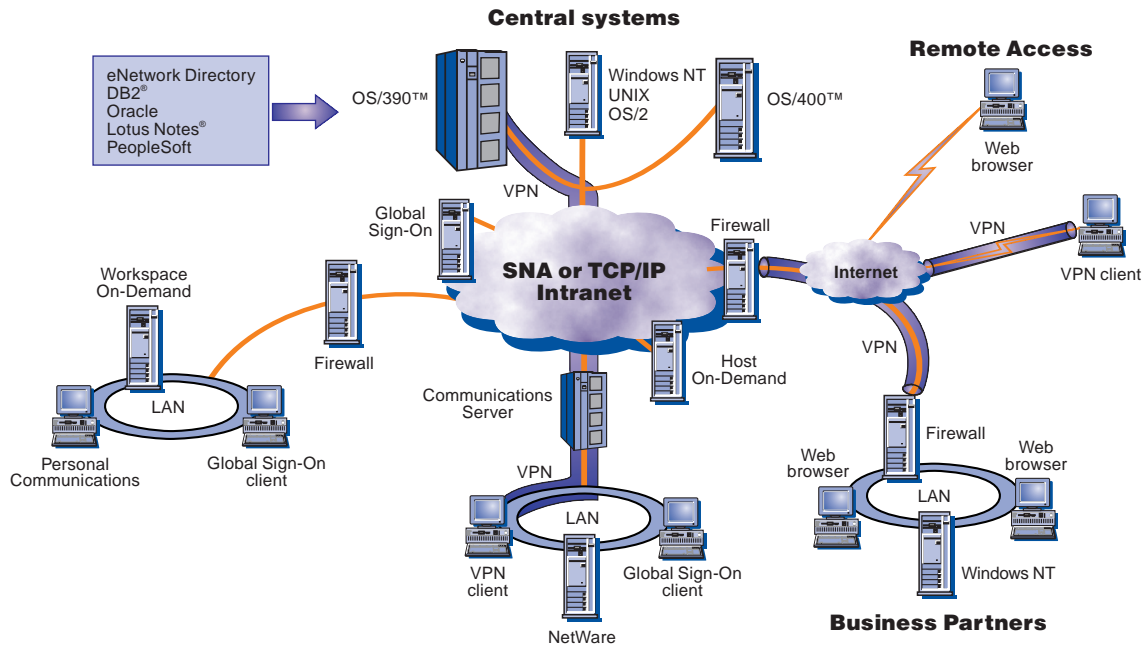 Central systems
Remote Access
eNetwork Directory
DB2®
Oracle
Lotus Notes®
PeopleSoft
OS/390™
Windows NT
UNIX
OS/2
OS/400™
Web
browser
VPN
Global
Sign-On
Firewall
VPN
VPN client
SNA or TCP/IP
Intranet
Internet
Workspace
On-Demand
Firewall
VPN
Host
On-Demand
Communications
Server
LAN
Personal
Communications
Global Sign-On
client
VPN
LAN
VPN
client
Global Sign-On
client
NetWare
Firewall
Web
browser
Web
browser
LAN
Windows NT
Business Partners